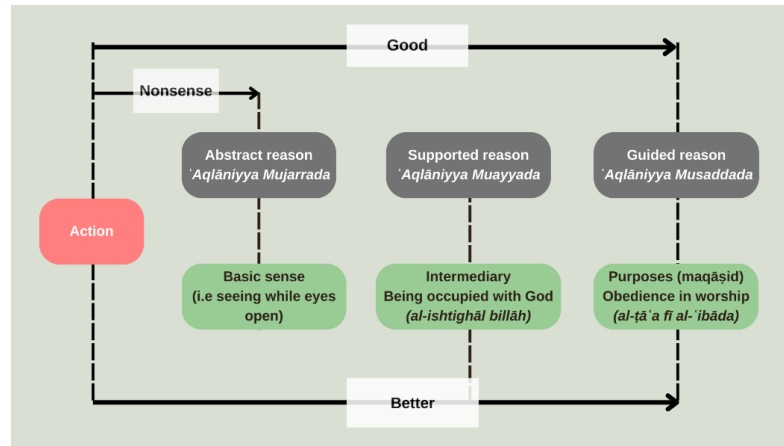 Good
Nonsense
Abstract reason
ʿAqlāniyya Mujarrada
Supported reason
ʿAqlāniyya Muayyada
Guided reason
ʿAqlāniyya Musaddada
Action
Basic sense
(i.e seeing while eyes
open)
Intermediary
Being occupied with God
(al-ishtighāl billāh)
Purposes (maqāṣid)
Obedience in worship
(al-ṭāʿa fī al-ʿibāda)
Better